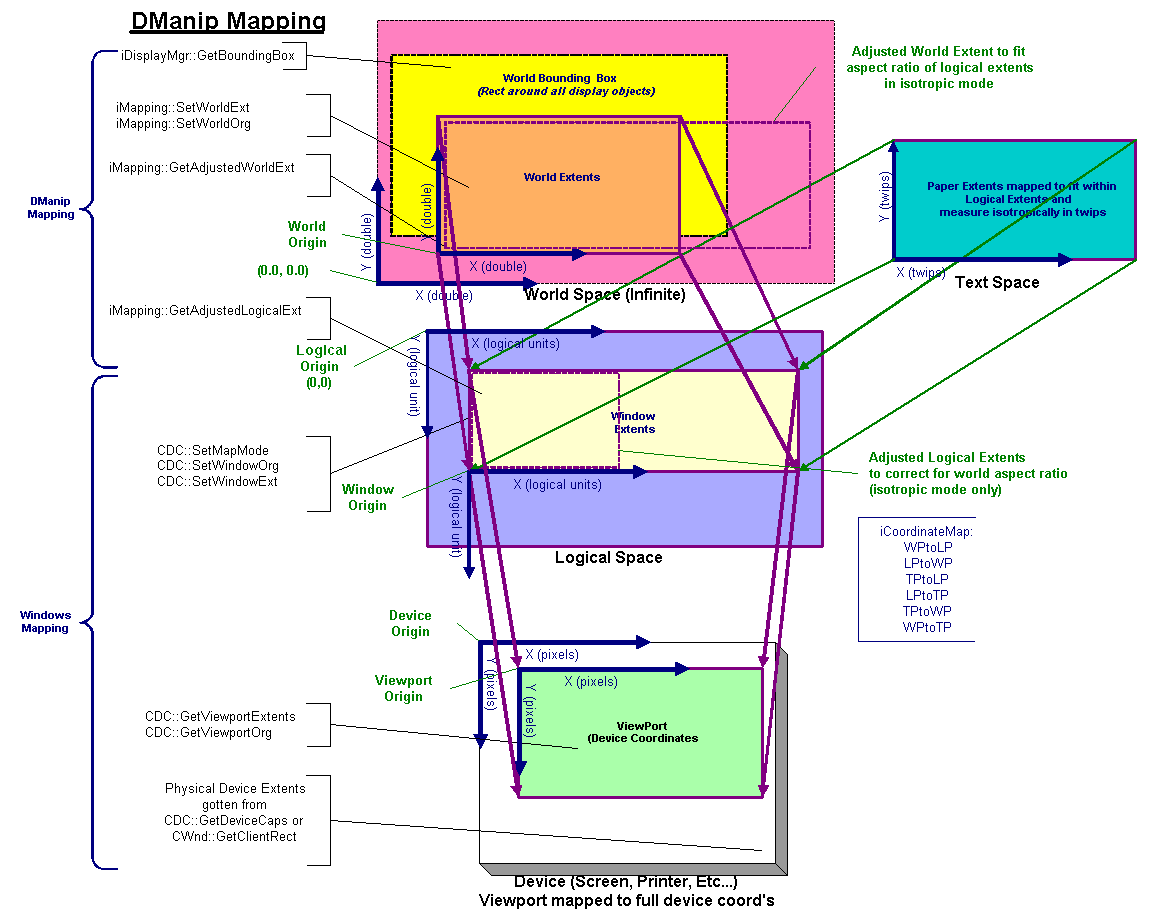 DManip Mapping
iDisplayMgr::GetBoundingBox
iMapping::SetWorldExt
iMapping::SetWorldOrg
iMapping::GetAdjustedWorldExt
DManip
Mapping
World
Origin
(0.0, 0.0)
iMapping::GetAdjustedLogicalExt
World Bounding Box
(Rect around all display objects)
World Extents
Y (double)
X (double)
Y (double)
X (double)
World Space (Infinite)
Adjusted World Extent to fit
aspect ratio of logical extents
in isotropic mode
Paper Extents mapped to fit within
Logical Extents and
measure isotropically in twips
Y (twips)
X (twips)
Text Space
Logical
Origin
(0,0)
X (logical units)
Y (logical unit)
Window
Extents
CDC::SetMapMode
CDC::SetWindowOrg
CDC::SetWindowExt
Window
Origin
X (logical units)
Y (logical unit)
Logical Space
Adjusted Logical Extents
to correct for world aspect ratio
(isotropic mode only)
iCoordinateMap:
WPtoLP
LPtoWP
TPtoLP
LPtoTP
TPtoWP
WPtoTP
Windows
Mapping
Device
Origin
X (pixels)
Y (pixels)
Viewport
Origin
X (pixels)
Y (pixels)
ViewPort
(Device Coordinates
CDC::GetViewportExtents
CDC::GetViewportOrg
Physical Device Extents
gotten from
CDC::GetDeviceCaps or
CWnd::GetClientRect
Device (Screen, Printer, Etc...)
Viewport mapped to full device coord's